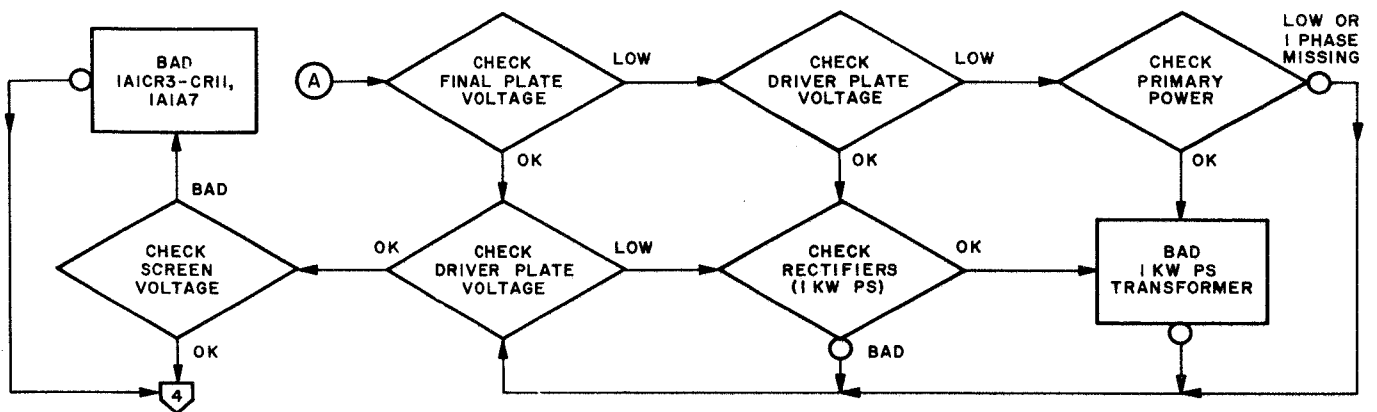 BAD
1A1CR3-CR11,
1A1A7
A
CHECK
FINAL PLATE
VOLTAGE
LOW
CHECK
DRIVER PLATE
VOLTAGE
LOW
CHECK
PRIMARY
POWER
LOW OR
1 PHASE
MISSING
OK
OK
OK
BAD
CHECK
SCREEN
VOLTAGE
OK
CHECK
DRIVER PLATE
VOLTAGE
LOW
CHECK
RECTIFIERS
(1 KW PS)
OK
BAD
1 KW PS
TRANSFORMER
OK
BAD
4